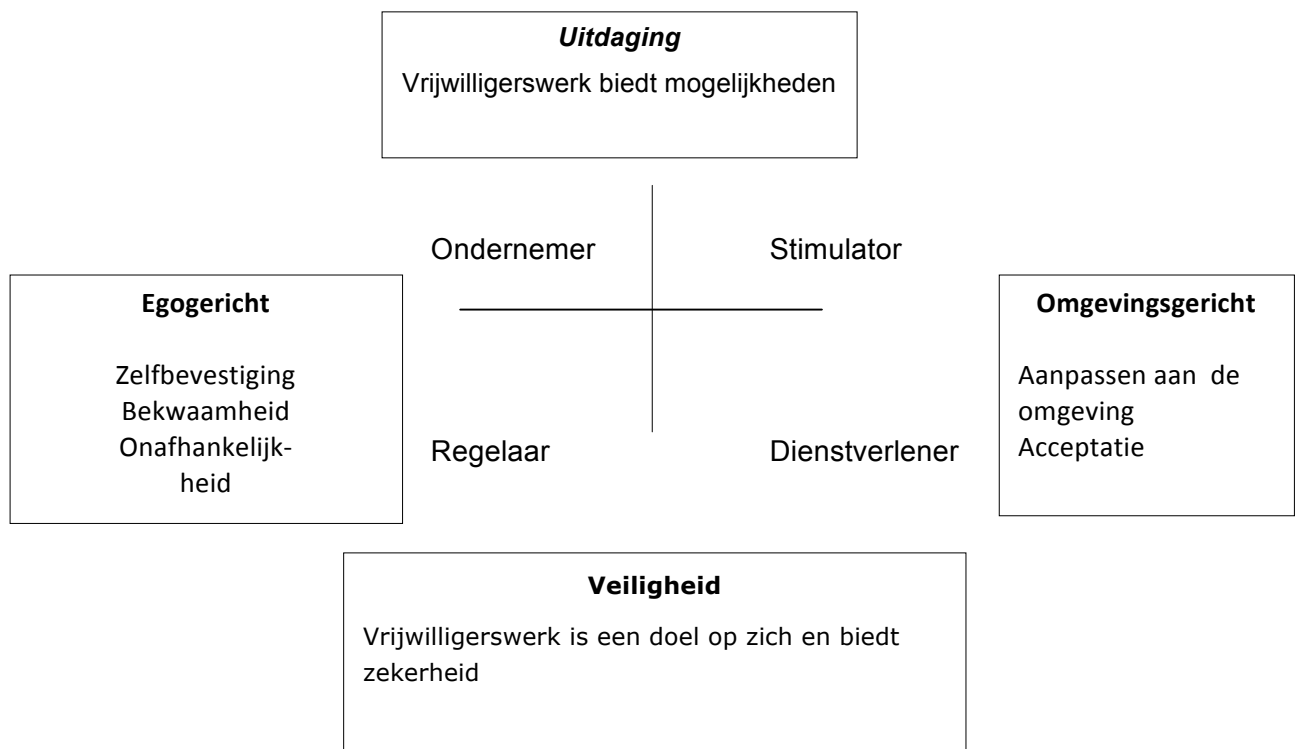 Uitdaging
Vrijwilligerswerk biedt mogelijkheden
Ondernemer
Stimulator
Egogericht
Zelfbevestiging
Bekwaamheid
Onafhankelijk-
heid
Omgevingsgericht
Aanpassen aan  de
omgeving
Acceptatie
Regelaar
Dienstverlener
Veiligheid
Vrijwilligerswerk is een doel op zich en biedt
zekerheid